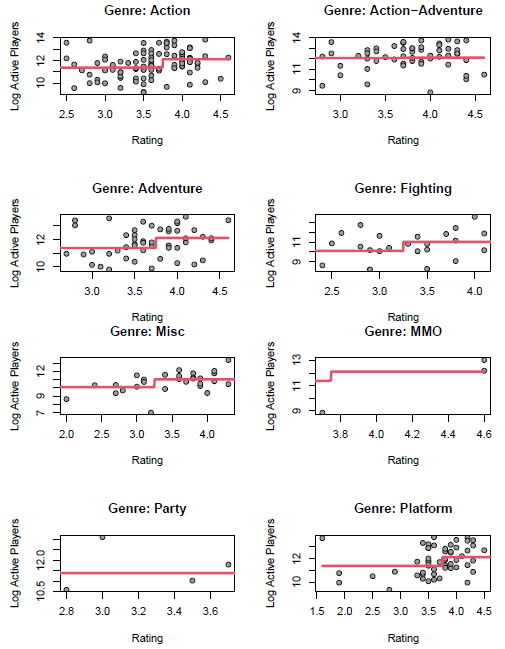 Genre: Action
Log Active Players
10 12 14
2.5 3.0 3.5 4.0 4.5
Rating
Genre: Action−Adventure
Log Active Players
9 11 14
3.0 3.5 4.0 4.5
Rating
Genre: Adventure
Log Active Players
10 12
3.0 3.5 4.0 4.5
Rating
Genre: Fighting
Log Active Players
9 11
2.5 3.0 3.5 4.0
Rating
Genre: Misc
Log Active Players
7 9 10 12
2.0 2.5 3.0 3.5 4.0
Rating
Genre: MMO
Log Active Players
9 11 13
3.8 4.0 4.2 4.4 4.6
Rating
Genre: Party
Log Active Players
10.5 12.0
2.8 3.0 3.2 3.4 3.6
Rating
Genre: Platform
Log Active Players
10 12
1.5 2.0 2.5 3.0 3.5 4.0 4.5
Rating